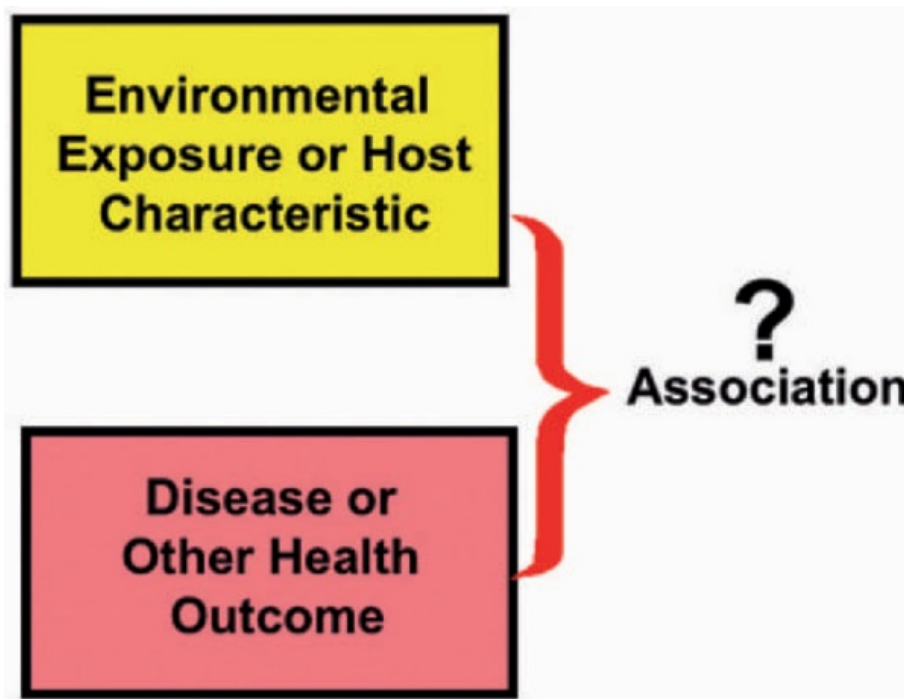 Environmental
Exposure or Host
Characteristic
?
Association
Disease or
Other Health
Outcome